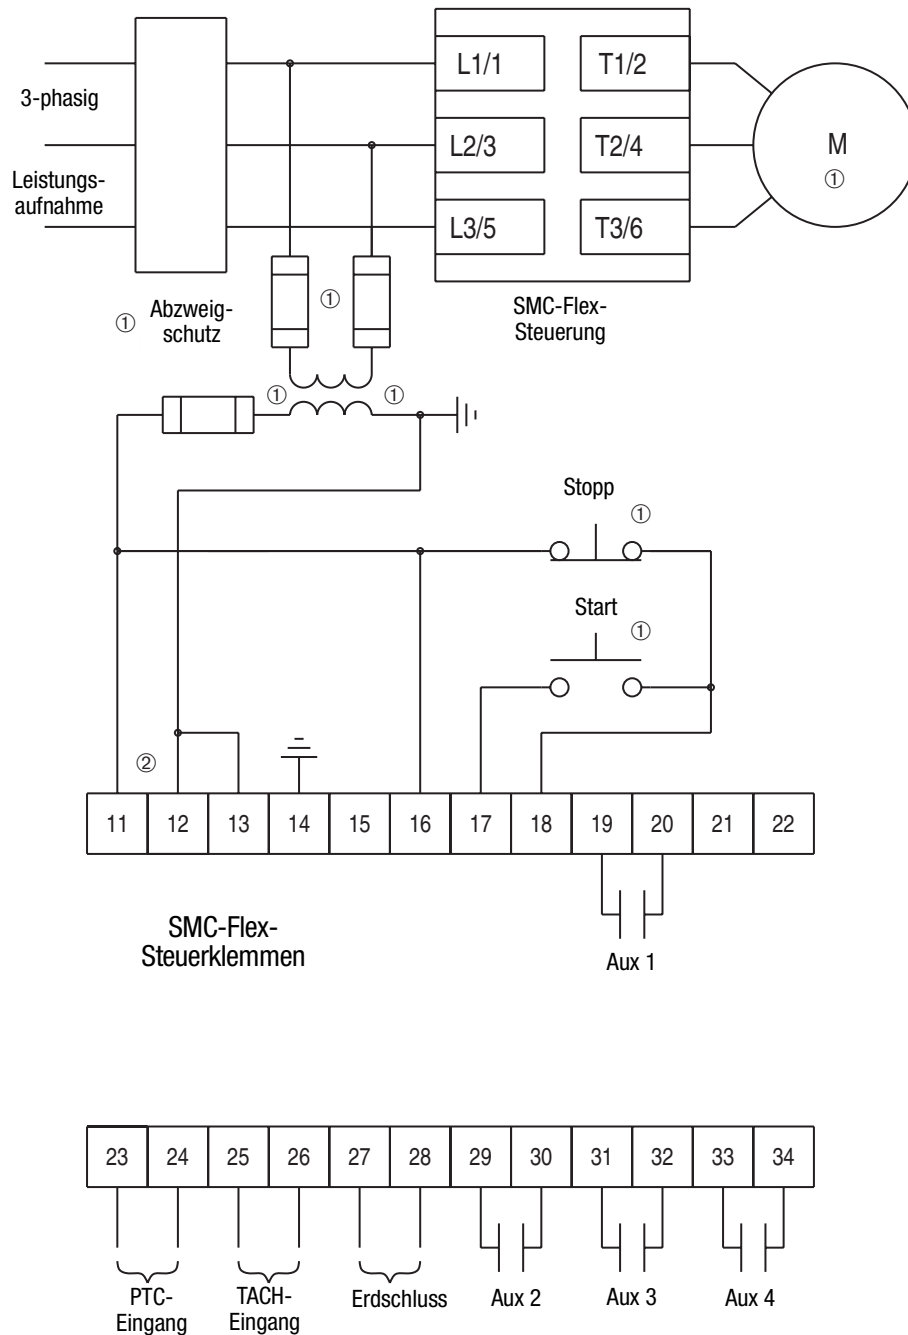 L1/1 T1/2
3-phasig
L2/3 T2/4 M
①
Leistungs-
aufnahme
L3/5 T3/6
① Abzweig-
schutz
①
SMC-Flex-
Steuerung
① ①
Stopp
①
Start
①
②
11 12 13 14 15 16 17 18 19 20 21 22
SMC-Flex-
Steuerklemmen
Aux 1
23 24 25 26 27 28 29 30 31 32 33 34
PTC-
Eingang
TACH-
Eingang
Erdschluss
Aux 2
Aux 3
Aux 4